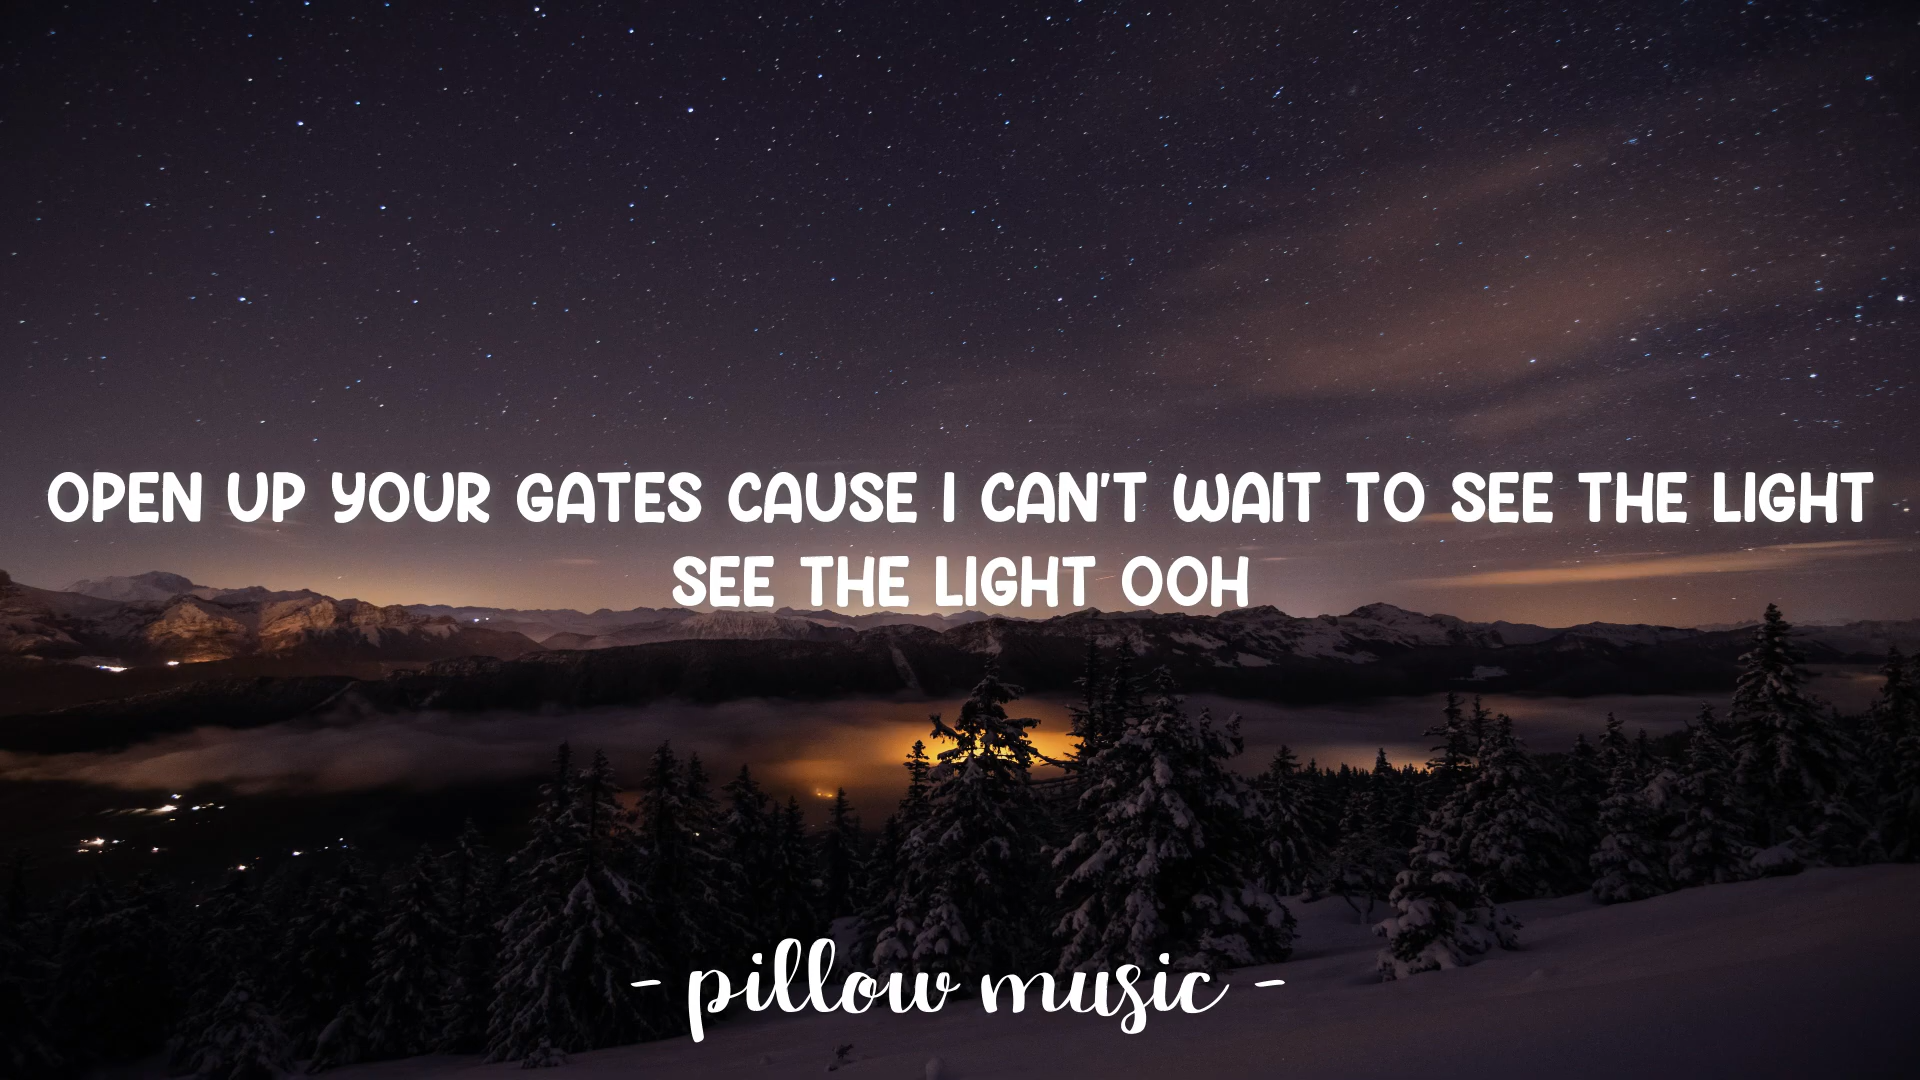 OPEN UP YOUR GATES CAUSE I CAN'T WAIT TO SEE THE LIGHT
SEE THE LIGHT OOH
- pillow music -